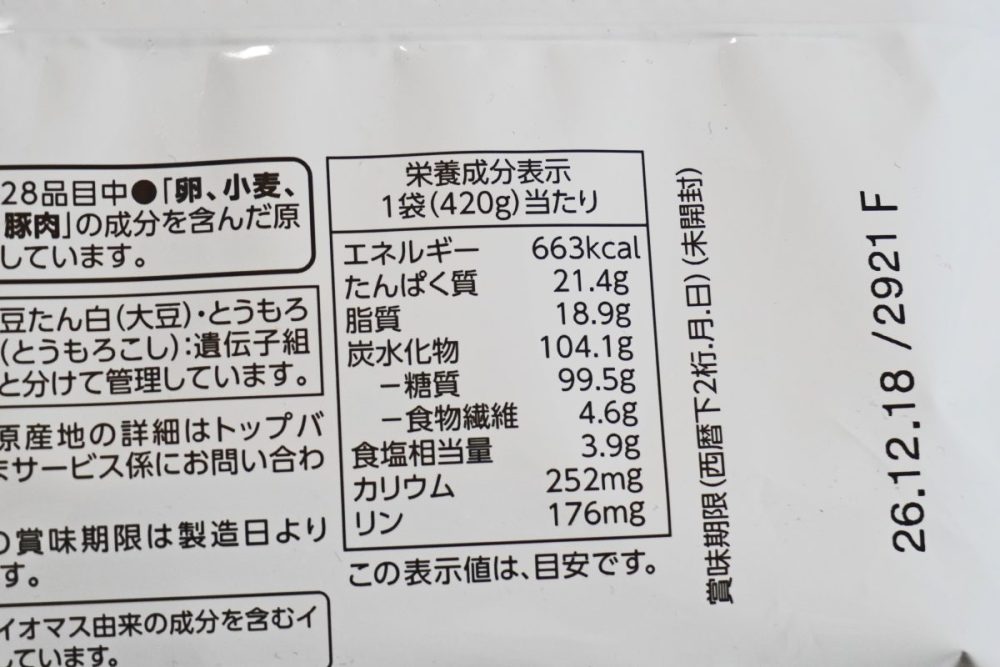 28品目中●「卵、小麦、
豚肉」の成分を含んだ原
しています。
豆たん白(大豆)・とうもろ
(とうもろこし):遺伝子組
と分けて管理しています。
原産地の詳細はトップバ
まサービス係にお問い合わ
の賞味期限は製造日より
す。
イオマス由来の成分を含むイ
しています。
栄養成分表示
1袋(420g)当たり
エネルギー 663kcal
たんぱく質 21.4g
脂質 18.9g
炭水化物 104.1g
－糖質 99.5g
－食物繊維 4.6g
食塩相当量 3.9g
カリウム 252mg
リン 176mg
この表示値は、目安です。
賞味期限(西暦下2桁.月.日)(未開封)
26.12.18 /2921F